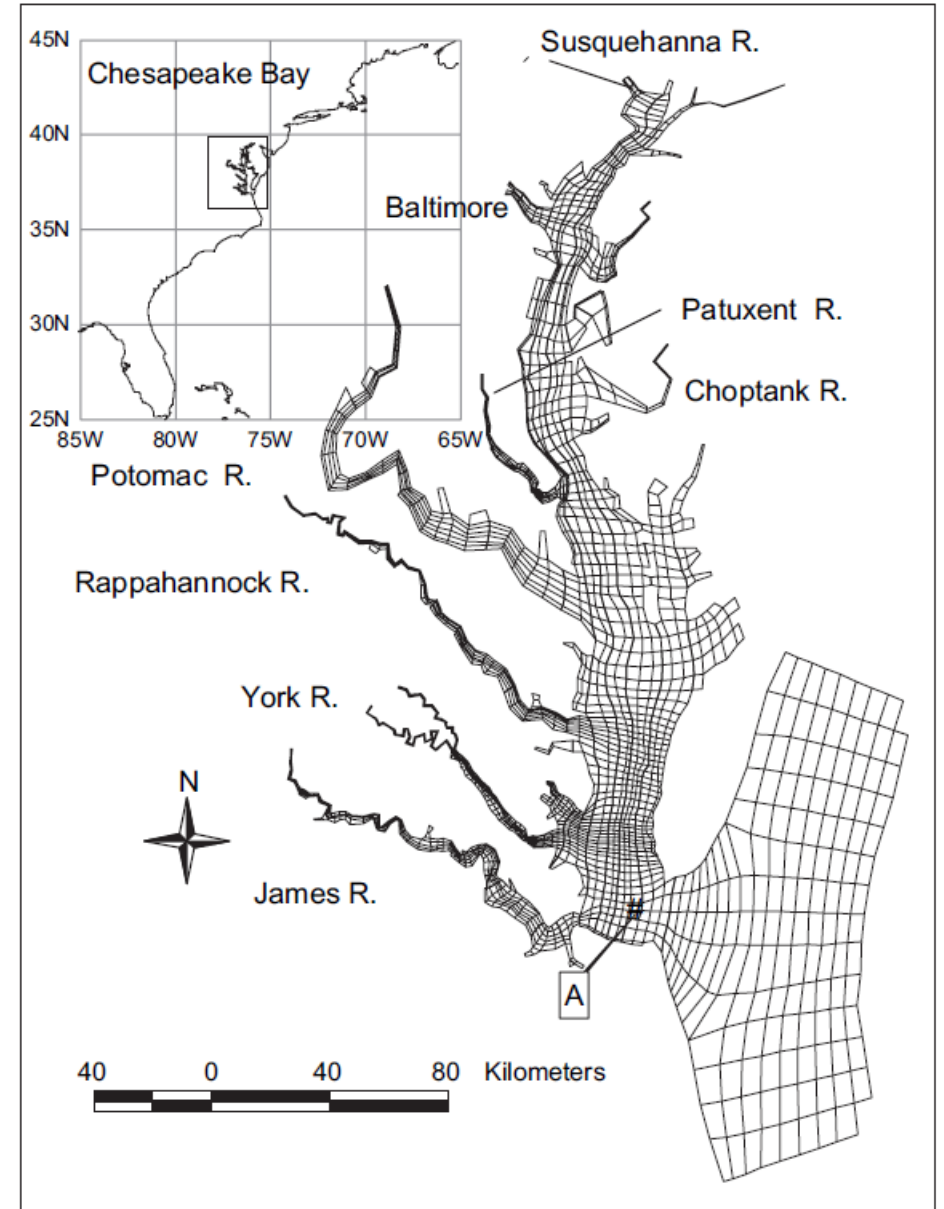 Susquehanna R.
45N
Chesapeake Bay
40N
Baltimore
35N
Patuxent R.
30N
Choptank R.
25N
85W 80W 75W 70W 65W
Potomac R.
Rappahannock R.
York R.
N
James R.
#
A
40 0 40 80 Kilometers